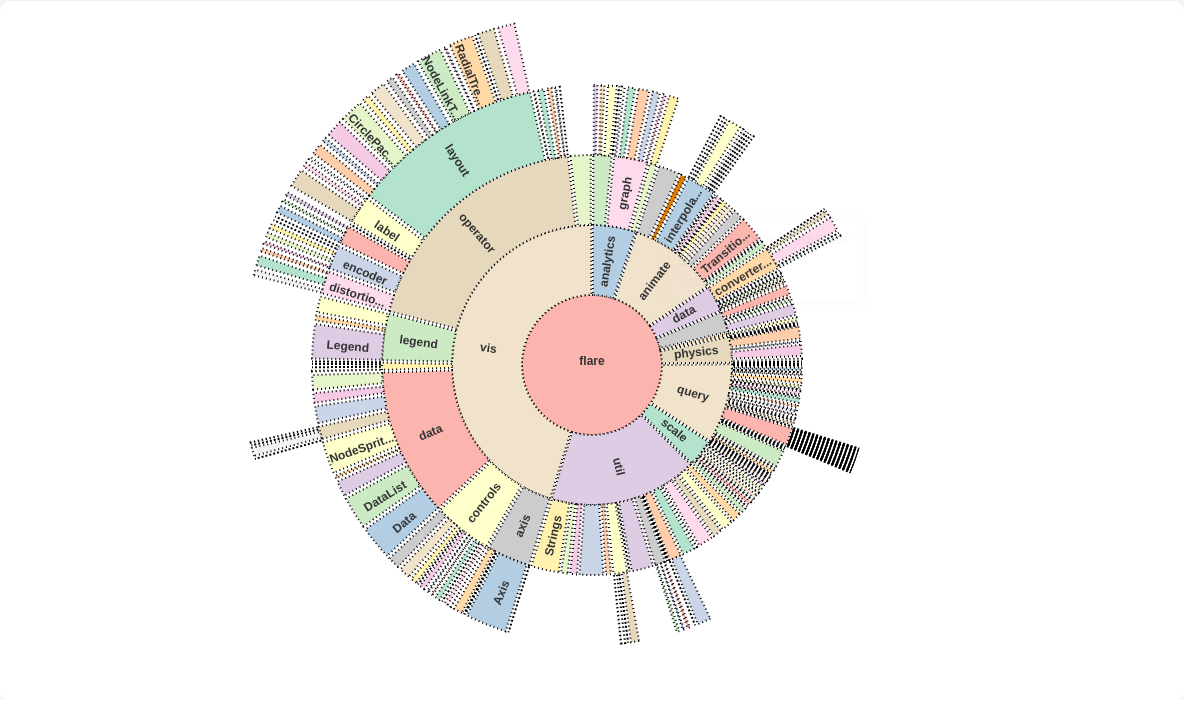 flare
vis
operator
layout
RadialTre...
NodeLinkT...
CirclePac...
label
encoder
distortio...
legend
Legend
data
NodeSprit...
DataList
Data
controls
axis
Axis
util
Strings
scale
query
physics
data
converter...
animate
Transitio...
Interpola...
analytics
graph